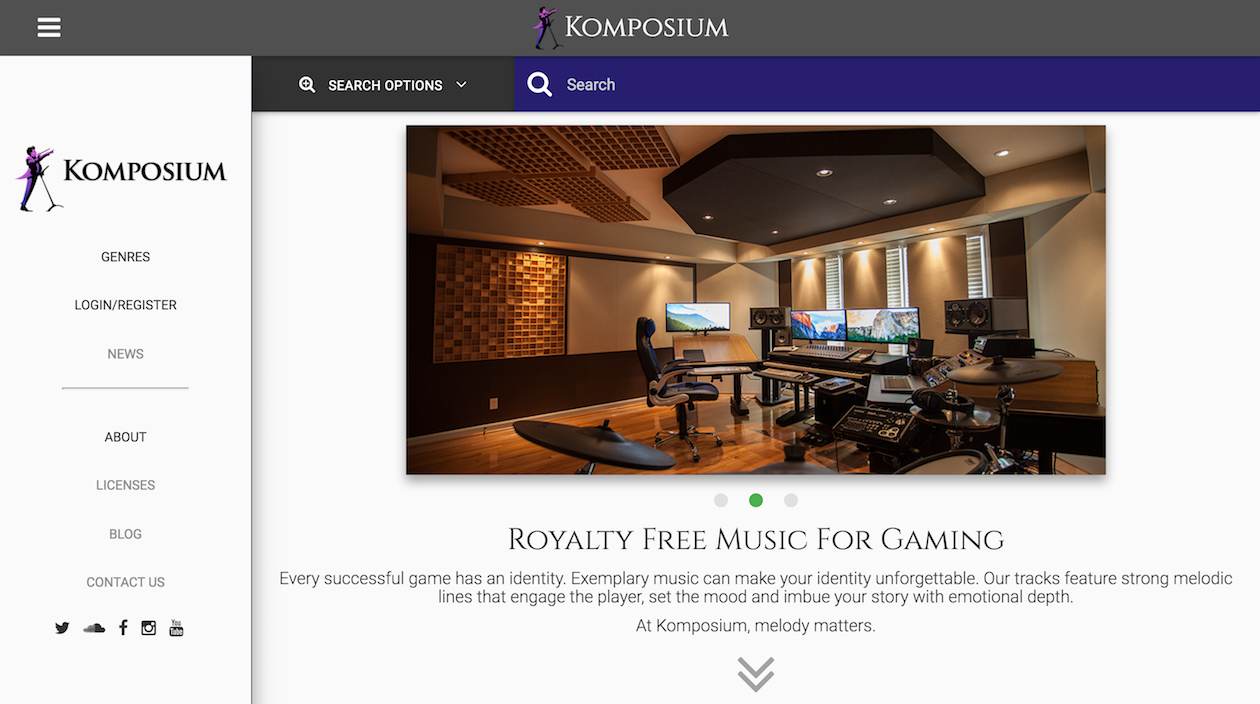 KOMPOSIUM
SEARCH OPTIONS
Search
KOMPOSIUM
GENRES
LOGIN/REGISTER
NEWS
ABOUT
LICENSES
BLOG
CONTACT US
You
Tube
ROYALTY FREE MUSIC FOR GAMING
Every successful game has an identity. Exemplary music can make your identity unforgettable. Our tracks feature strong melodic
lines that engage the player, set the mood and imbue your story with emotional depth.
At Komposium, melody matters.